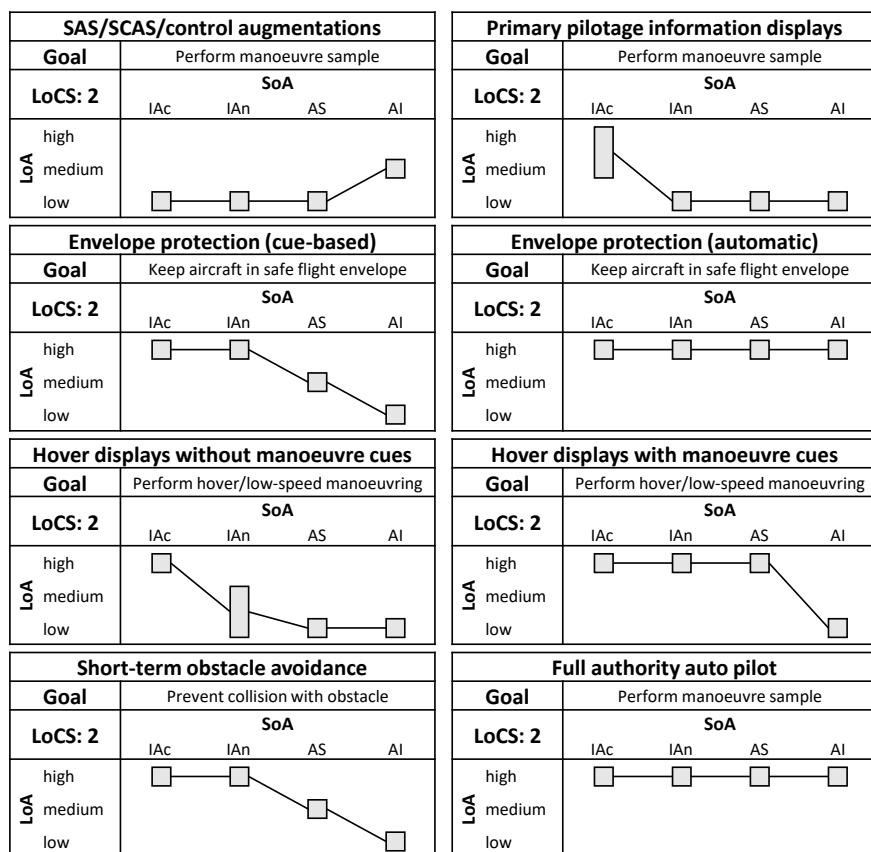 SAS/SCAS/control augmentations
Goal Perform manoeuvre sample
LoCS: 2 SoA
IAc IAn AS AI
LoA
high
medium
low
Primary pilotage information displays
Goal Perform manoeuvre sample
LoCS: 2 SoA
IAc IAn AS AI
LoA
high
medium
low
Envelope protection (cue-based)
Goal Keep aircraft in safe flight envelope
LoCS: 2 SoA
IAc IAn AS AI
LoA
high
medium
low
Envelope protection (automatic)
Goal Keep aircraft in safe flight envelope
LoCS: 2 SoA
IAc IAn AS AI
LoA
high
medium
low
Hover displays without manoeuvre cues
Goal Perform hover/low-speed manoeuvring
LoCS: 2 SoA
IAc IAn AS AI
LoA
high
medium
low
Hover displays with manoeuvre cues
Goal Perform hover/low-speed manoeuvring
LoCS: 2 SoA
IAc IAn AS AI
LoA
high
medium
low
Short-term obstacle avoidance
Goal Prevent collision with obstacle
LoCS: 2 SoA
IAc IAn AS AI
LoA
high
medium
low
Full authority auto pilot
Goal Perform manoeuvre sample
LoCS: 2 SoA
IAc IAn AS AI
LoA
high
medium
low